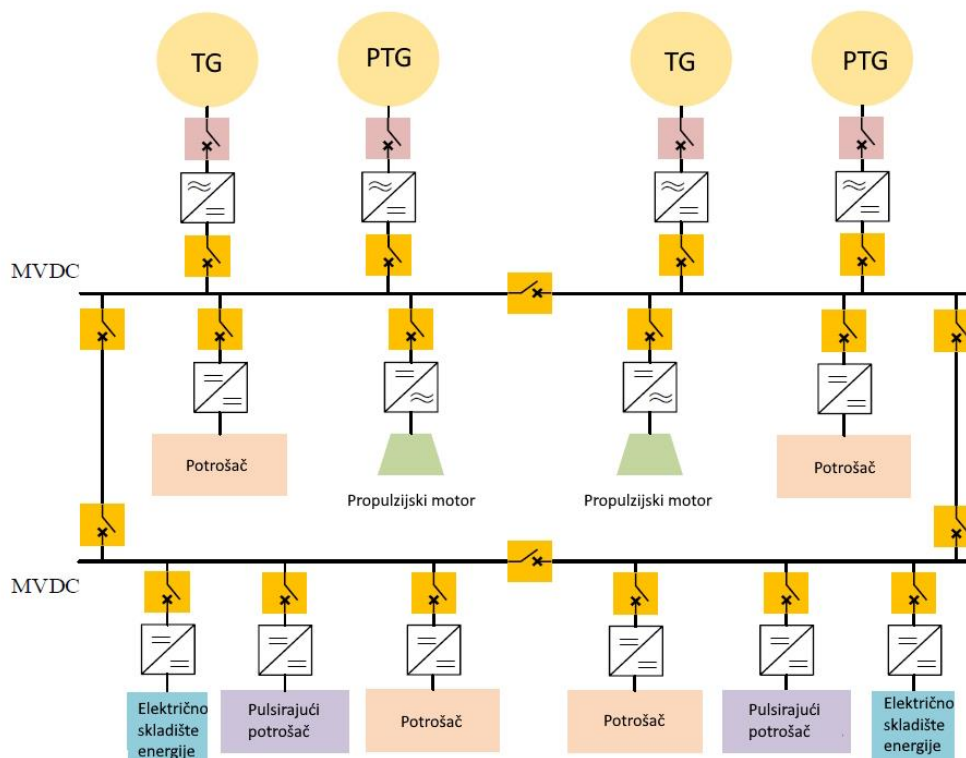 TG
PTG
TG
PTG
MVDC
Potrošač
Propulzijski motor
Propulzijski motor
Potrošač
MVDC
Električno
skladište
energije
Pulsirajući
potrošač
Potrošač
Potrošač
Pulsirajući
potrošač
Električno
skladište
energije